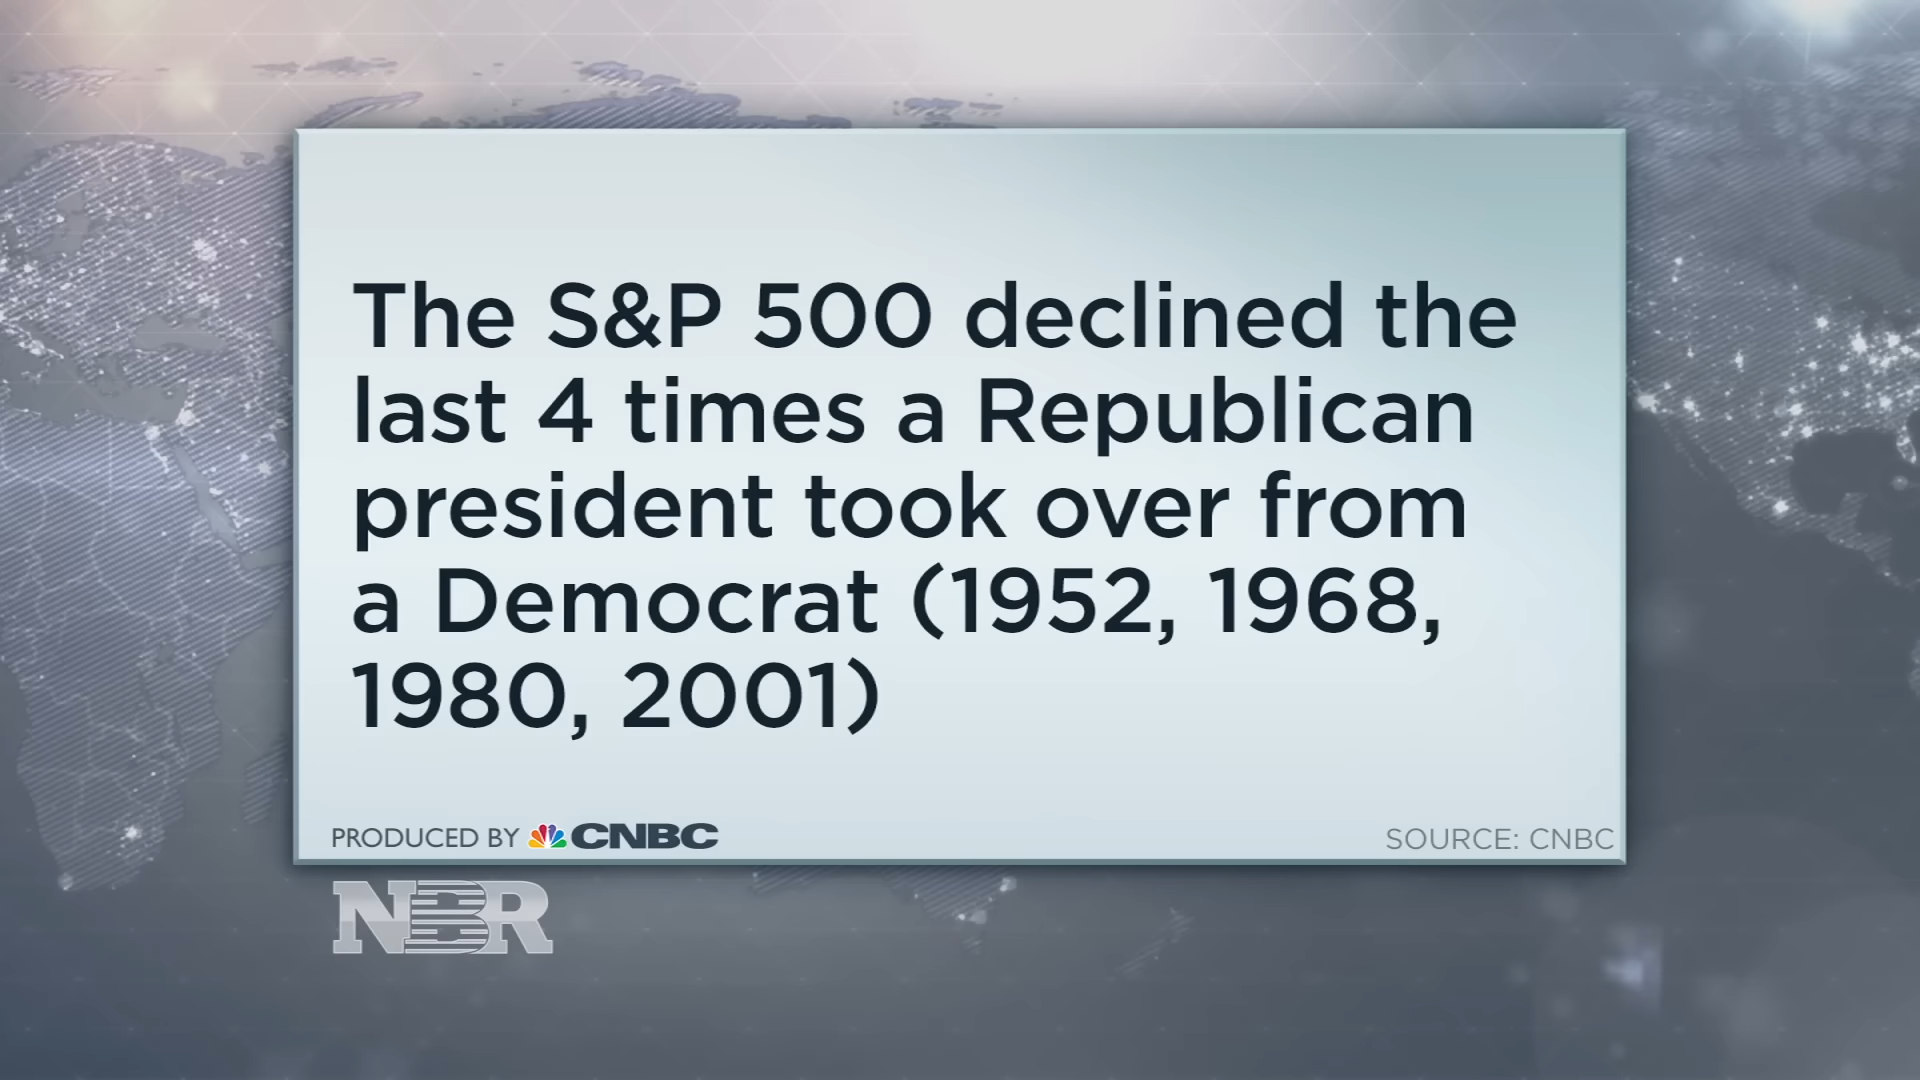 The S&P 500 declined the
last 4 times a Republican
president took over from
a Democrat (1952, 1968,
1980, 2001)
PRODUCED BY CNBC
SOURCE: CNBC
NBR